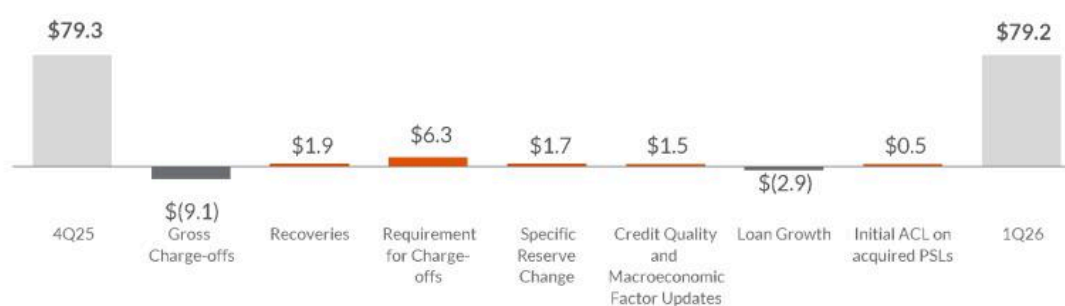 $79.3
$79.2
$1.9
$6.3
$1.7
$1.5
$0.5
$(2.9)
$(9.1)
4Q25
Gross
Charge-offs
Recoveries
Requirement
for Charge-
offs
Specific
Reserve
Change
Credit Quality
and
Macroeconomic
Factor Updates
Loan Growth
Initial ACL on
acquired PSLs
1Q26